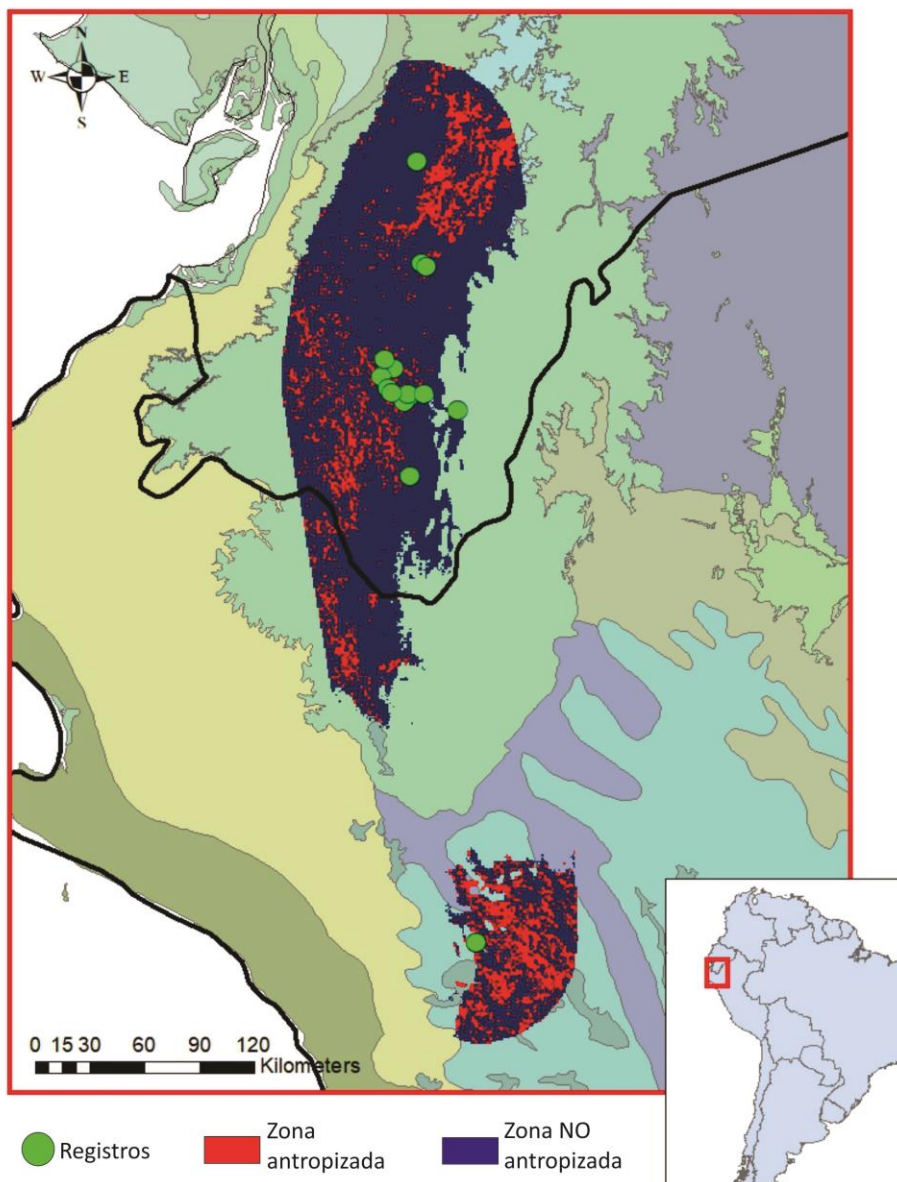 N
W E
S
0 15 30 60 90 120
Kilometers
Registros
Zona
antropizada
Zona NO
antropizada